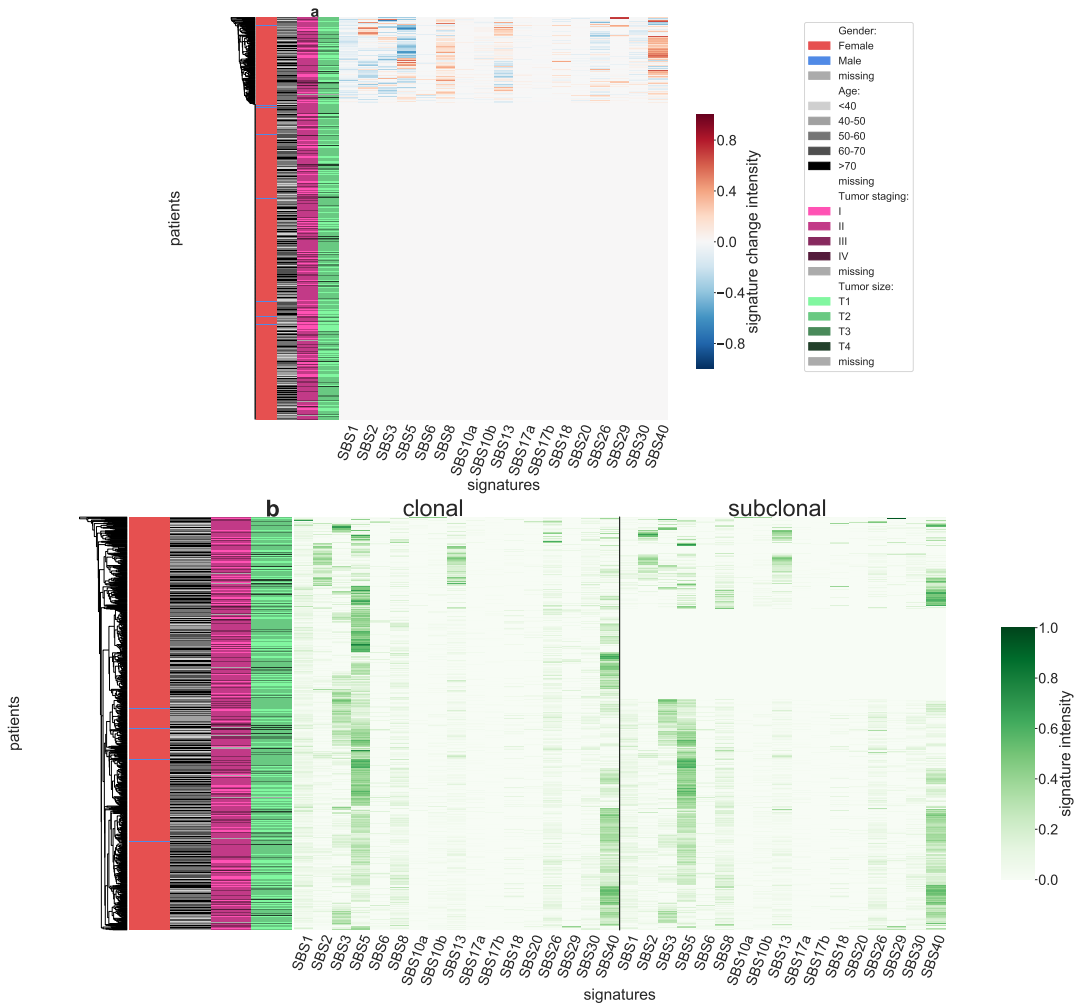 a
patients
SBS1
SBS2
SBS3
SBS5
SBS6
SBS8
SBS10a
SBS10b
SBS13
SBS17a
SBS17b
SBS18
SBS20
SBS26
SBS29
SBS30
SBS40
signatures
0.8
0.4
0.0
−0.4
−0.8
signature change intensity
Gender:
Female
Male
missing
Age:
<40
40-50
50-60
60-70
>70
missing
Tumor staging:
I
II
III
IV
missing
Tumor size:
T1
T2
T3
T4
missing
b
clonal
subclonal
patients
SBS1
SBS2
SBS3
SBS5
SBS6
SBS8
SBS10a
SBS10b
SBS13
SBS17a
SBS17b
SBS18
SBS20
SBS26
SBS29
SBS30
SBS40
SBS1
SBS2
SBS3
SBS5
SBS6
SBS8
SBS10a
SBS10b
SBS13
SBS17a
SBS17b
SBS18
SBS20
SBS26
SBS29
SBS30
SBS40
signatures
1.0
0.8
0.6
0.4
0.2
0.0
signature intensity